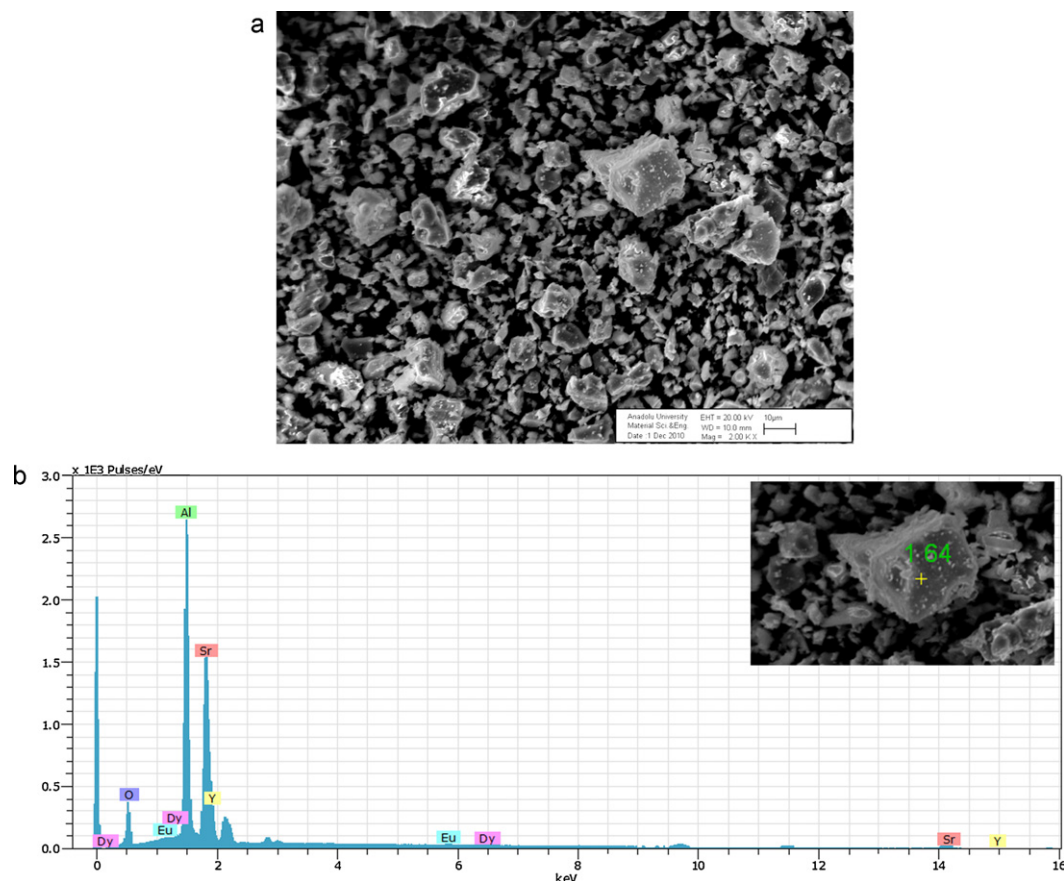 a
Anadolu University EHT = 20.00 kV 10µm
Material Sci &Eng WD = 10.0 mm
Date :1 Dec 2010 Mag = 2.00 K X
b
x 1E3 Pulses/eV
3.0
2.5
2.0
1.5
1.0
0.5
0.0
Al
Sr
O
Y
Dy
Eu
Dy
Eu
Dy
Sr
Y
1 64
0 2 4 6 8 10 12 14 16
keV